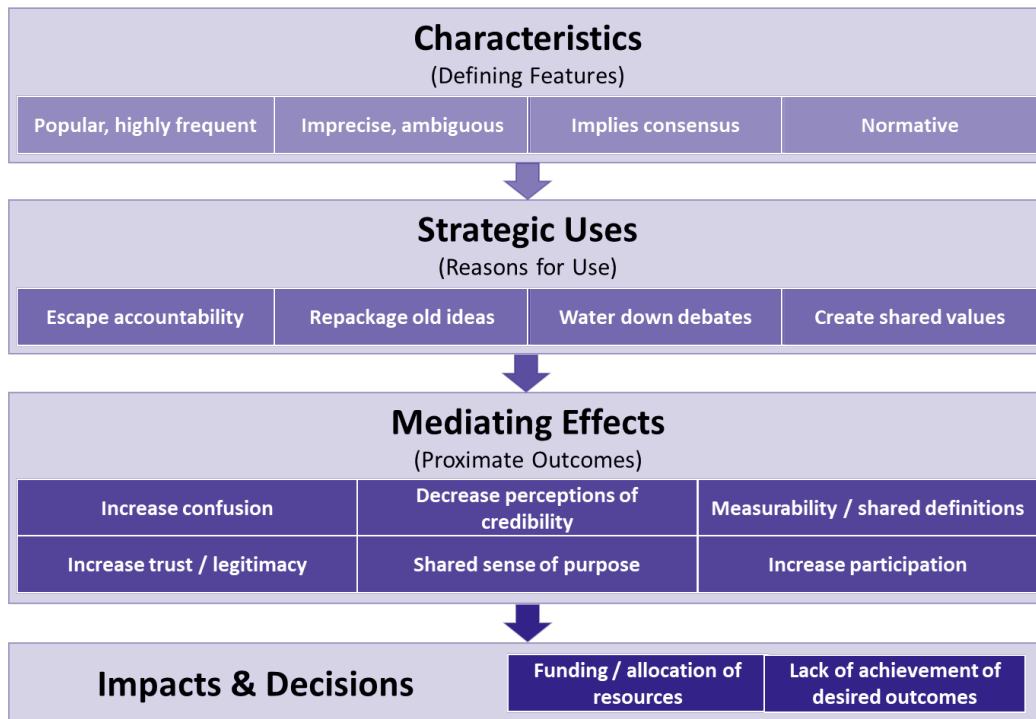 Characteristics
(Defining Features)
Popular, highly frequent
Imprecise, ambiguous
Implies consensus
Normative
Strategic Uses
(Reasons for Use)
Escape accountability
Repackage old ideas
Water down debates
Create shared values
Mediating Effects
(Proximate Outcomes)
Increase confusion
Decrease perceptions of
credibility
Measurability / shared definitions
Increase trust / legitimacy
Shared sense of purpose
Increase participation
Impacts & Decisions
Funding / allocation of
resources
Lack of achievement of
desired outcomes